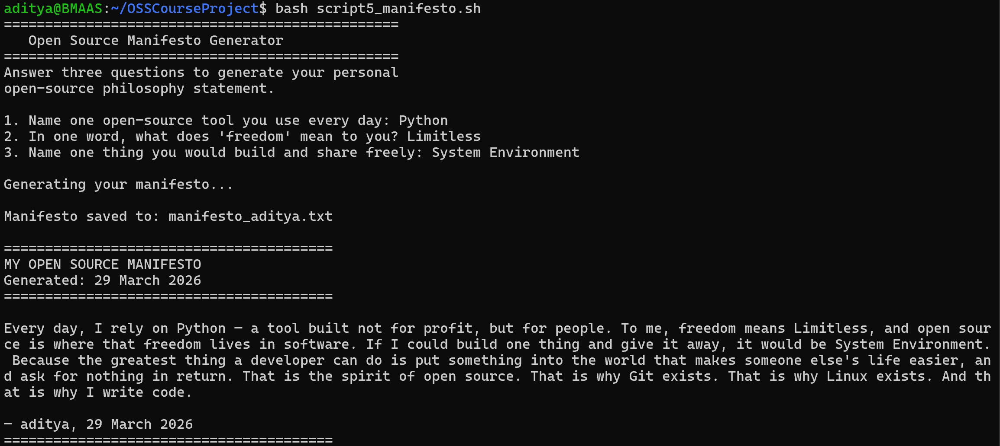 aditya@BMAAS:~/OSSCourseProject$ bash script5_manifesto.sh
================================================
   Open Source Manifesto Generator
================================================
Answer three questions to generate your personal
open-source philosophy statement.

1. Name one open-source tool you use every day: Python
2. In one word, what does 'freedom' mean to you? Limitless
3. Name one thing you would build and share freely: System Environment

Generating your manifesto...

Manifesto saved to: manifesto_aditya.txt

========================================
MY OPEN SOURCE MANIFESTO
Generated: 29 March 2026
========================================

Every day, I rely on Python — a tool built not for profit, but for people. To me, freedom means Limitless, and open sour
ce is where that freedom lives in software. If I could build one thing and give it away, it would be System Environment.
 Because the greatest thing a developer can do is put something into the world that makes someone else's life easier, an
d ask for nothing in return. That is the spirit of open source. That is why Git exists. That is why Linux exists. And th
at is why I write code.

— aditya, 29 March 2026
========================================